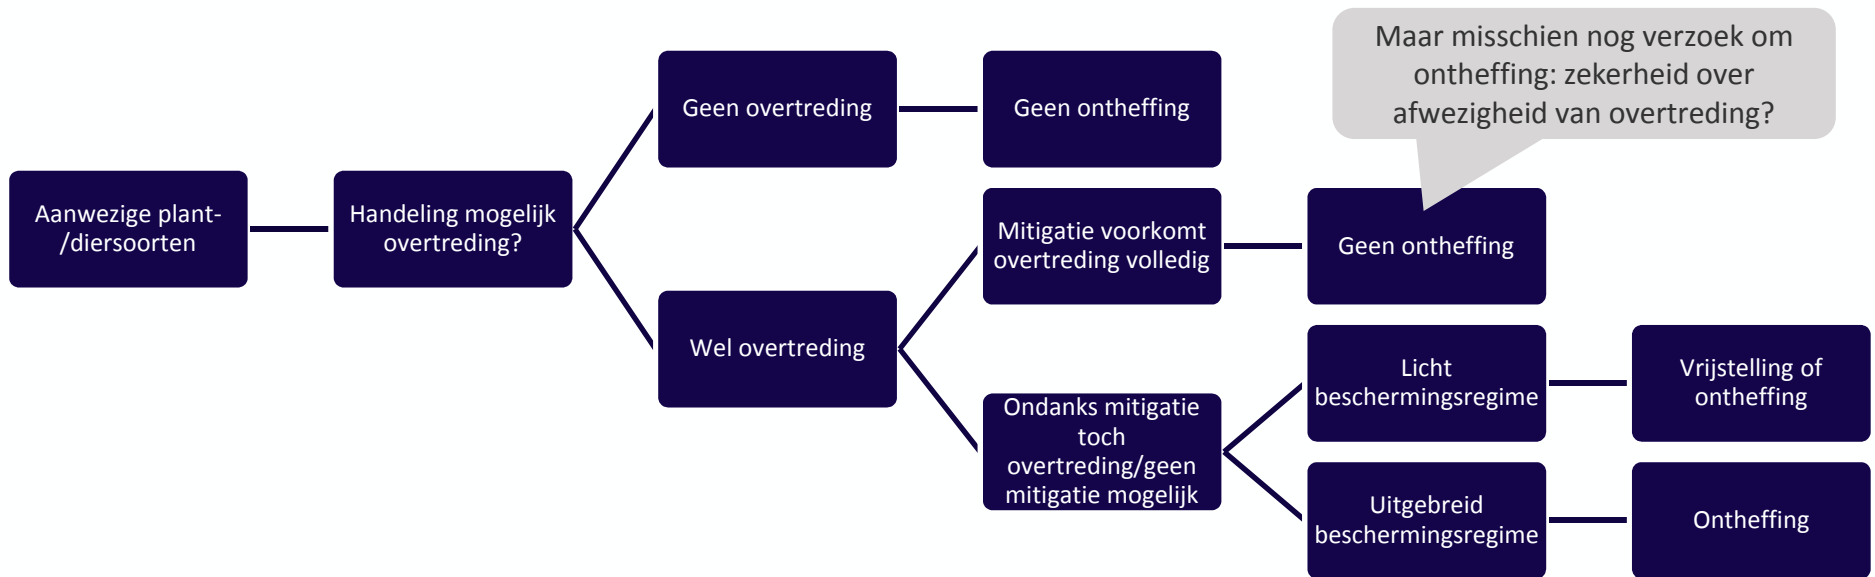 Maar misschien nog verzoek om
ontheffing: zekerheid over
afwezigheid van overtreding?
Geen overtreding
Geen ontheffing
Aanwezige plant-
/diersoorten
Handeling mogelijk
overtreding?
Mitigatie voorkomt
overtreding volledig
Geen ontheffing
Wel overtreding
Licht
beschermingsregime
Vrijstelling of
ontheffing
Ondanks mitigatie
toch
overtreding/geen
mitigatie mogelijk
Uitgebreid
beschermingsregime
Ontheffing